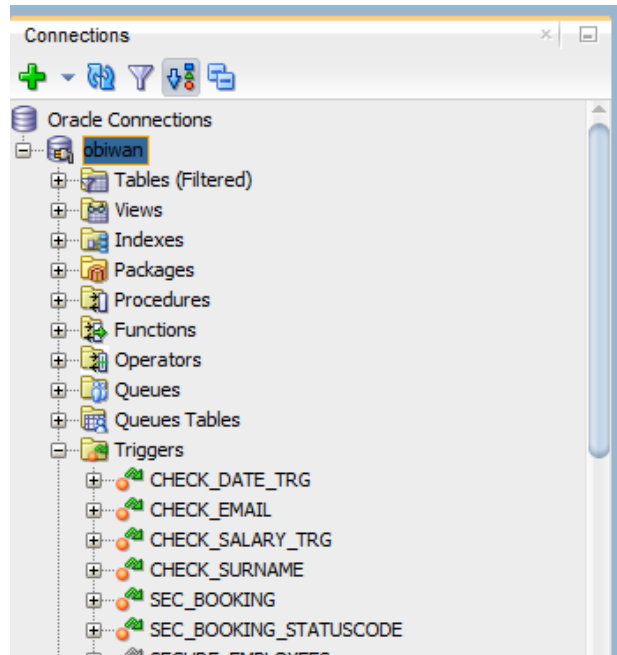 Connections
Oracle Connections
obiwan
Tables (Filtered)
Views
Indexes
Packages
Procedures
Functions
Operators
Queues
Queues Tables
Triggers
CHECK_DATE_TRG
CHECK_EMAIL
CHECK_SALARY_TRG
CHECK_SURNAME
SEC_BOOKING
SEC_BOOKING_STATUSCODE
SECURE_EMPLOYEES